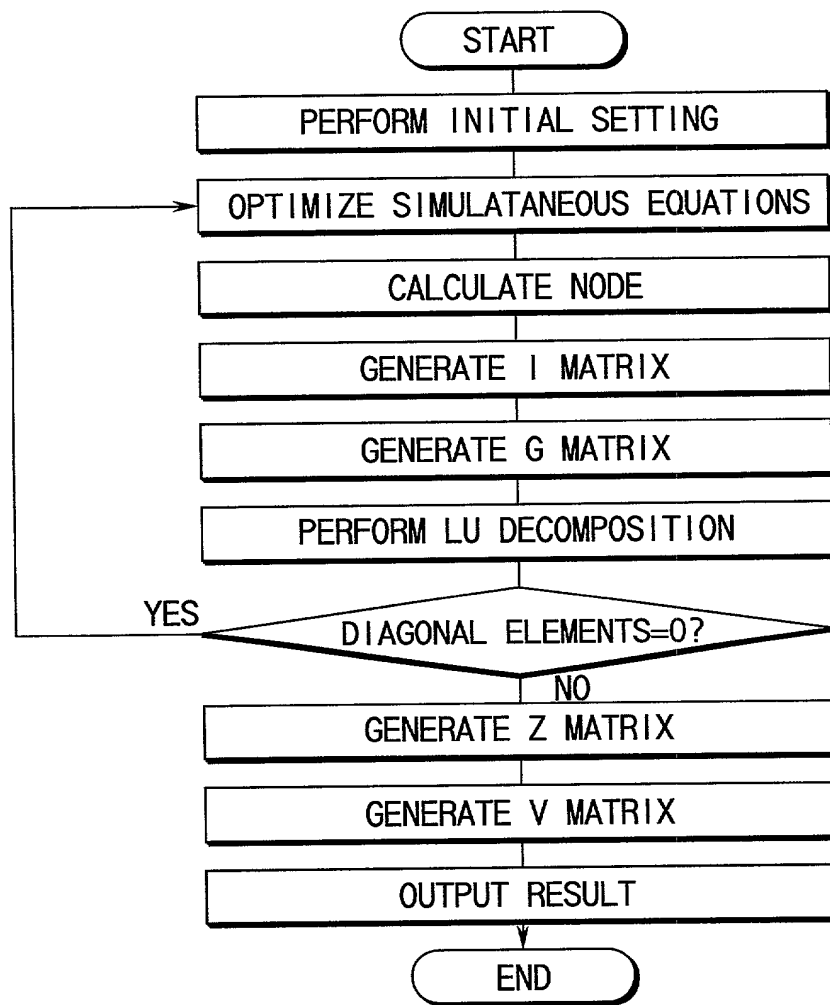 START
PERFORM INITIAL SETTING
OPTIMIZE SIMULATANEOUS EQUATIONS
CALCULATE NODE
GENERATE I MATRIX
GENERATE G MATRIX
PERFORM LU DECOMPOSITION
YES
DIAGONAL ELEMENTS=0?
NO
GENERATE Z MATRIX
GENERATE V MATRIX
OUTPUT RESULT
END